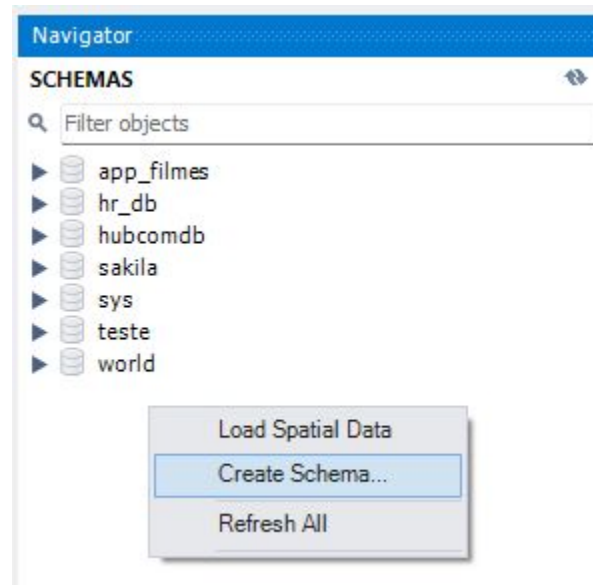 Navigator
SCHEMAS
Filter objects
app_filmes
hr_db
hubcomdb
sakila
sys
teste
world
Load Spatial Data
Create Schema...
Refresh All